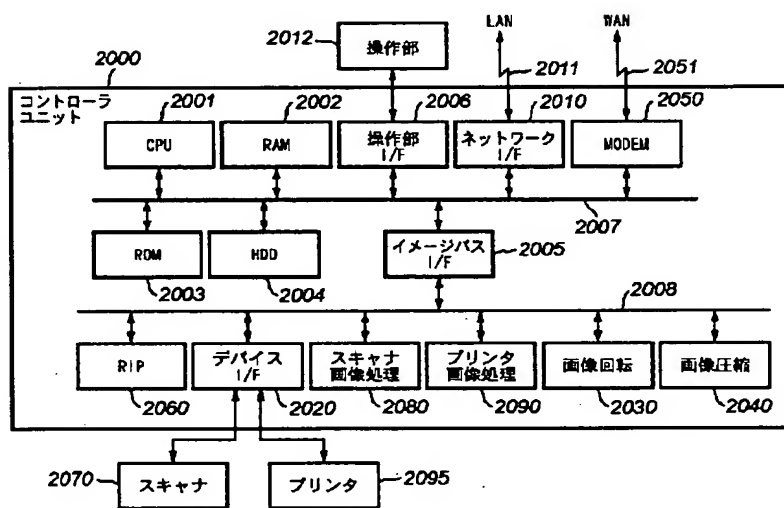 2012
操作部
LAN
WAN
2000
2011
2051
コントローラ
ユニット
2001
2002
2006
2010
2050
CPU
RAM
操作部
I/F
ネットワーク
I/F
MODEM
2007
ROM
HDD
イメージバス
I/F
2005
2003
2004
2008
RIP
デバイス
I/F
スキャナ
画像処理
プリンタ
画像処理
画像回転
画像圧縮
2060
2020
2080
2090
2030
2040
2070
スキャナ
プリンタ
2095